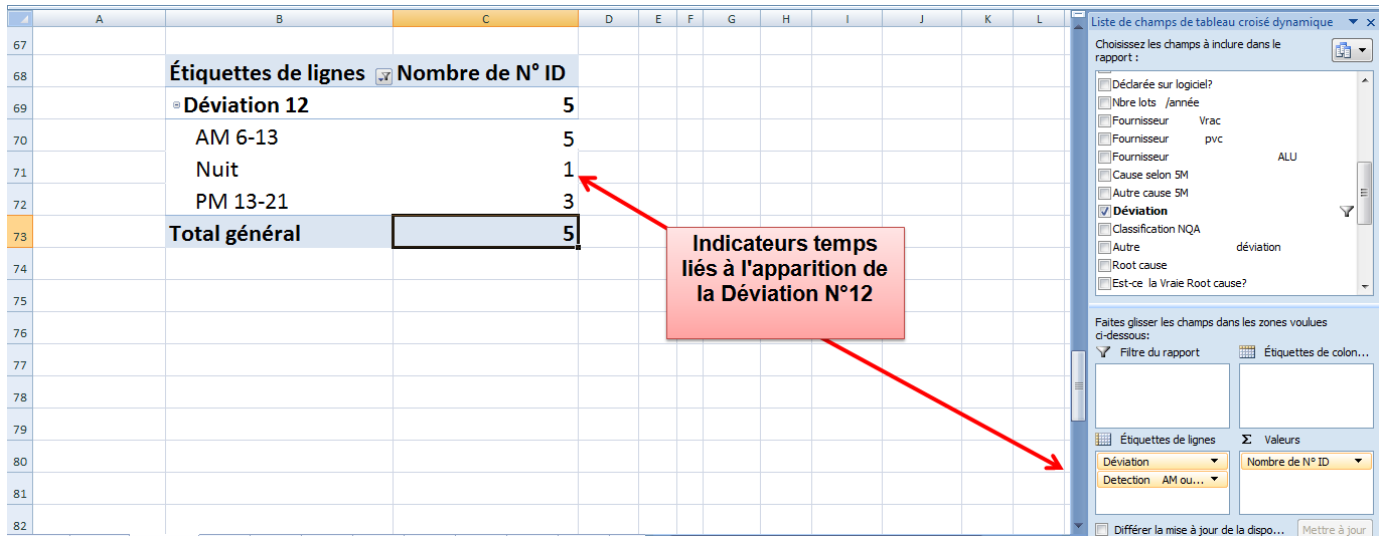 A B C D E F G H I J K L
67
68 Étiquettes de lignes Nombre de N° ID
69 Déviation 12 5
70 AM 6-13 5
71 Nuit 1
72 PM 13-21 3
73 Total général 5
74
75
76
77
78
79
80
81
82
Indicateurs temps
liés à l'apparition de
la Déviation N°12
Liste de champs de tableau croisé dynamique
Choisissez les champs à inclure dans le
rapport :
Déclarée sur logiciel?
Nbre lots /année
Fournisseur Vrac
Fournisseur pvc
Fournisseur ALU
Cause selon 5M
Autre cause 5M
Déviation
Classification NQA
Autre déviation
Root cause
Est-ce la Vraie Root cause?
Faites glisser les champs dans les zones voulues
ci-dessous:
Filtre du rapport Étiquettes de colon...
Étiquettes de lignes Σ Valeurs
Déviation Nombre de N° ID
Detection AM ou...
Différer la mise à jour de la dispo... Mettre à jour